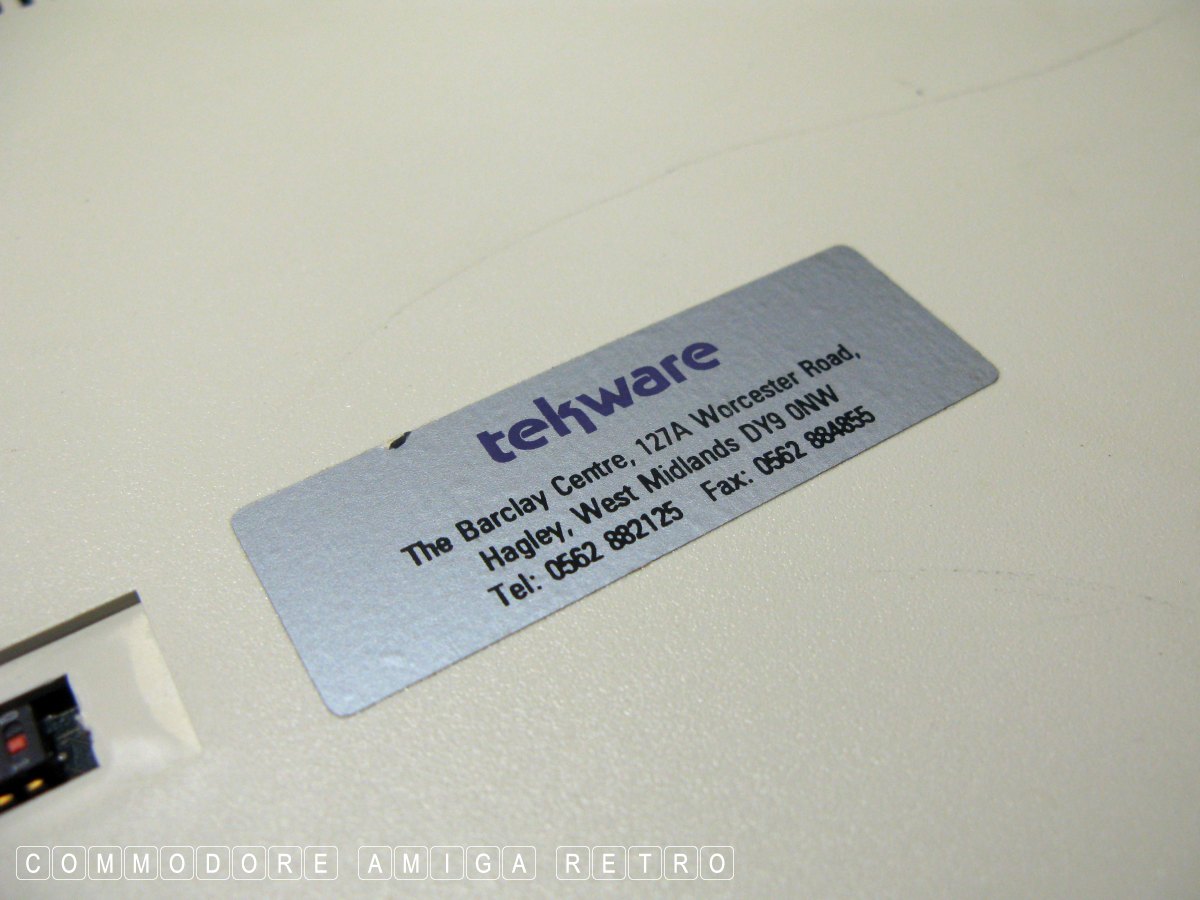 tekware
The Barclay Centre, 127A Worcester Road,
Hagley, West Midlands DY9 0NW
Tel: 0562 882125 Fax: 0562 884855
COMMODORE AMIGA RETRO